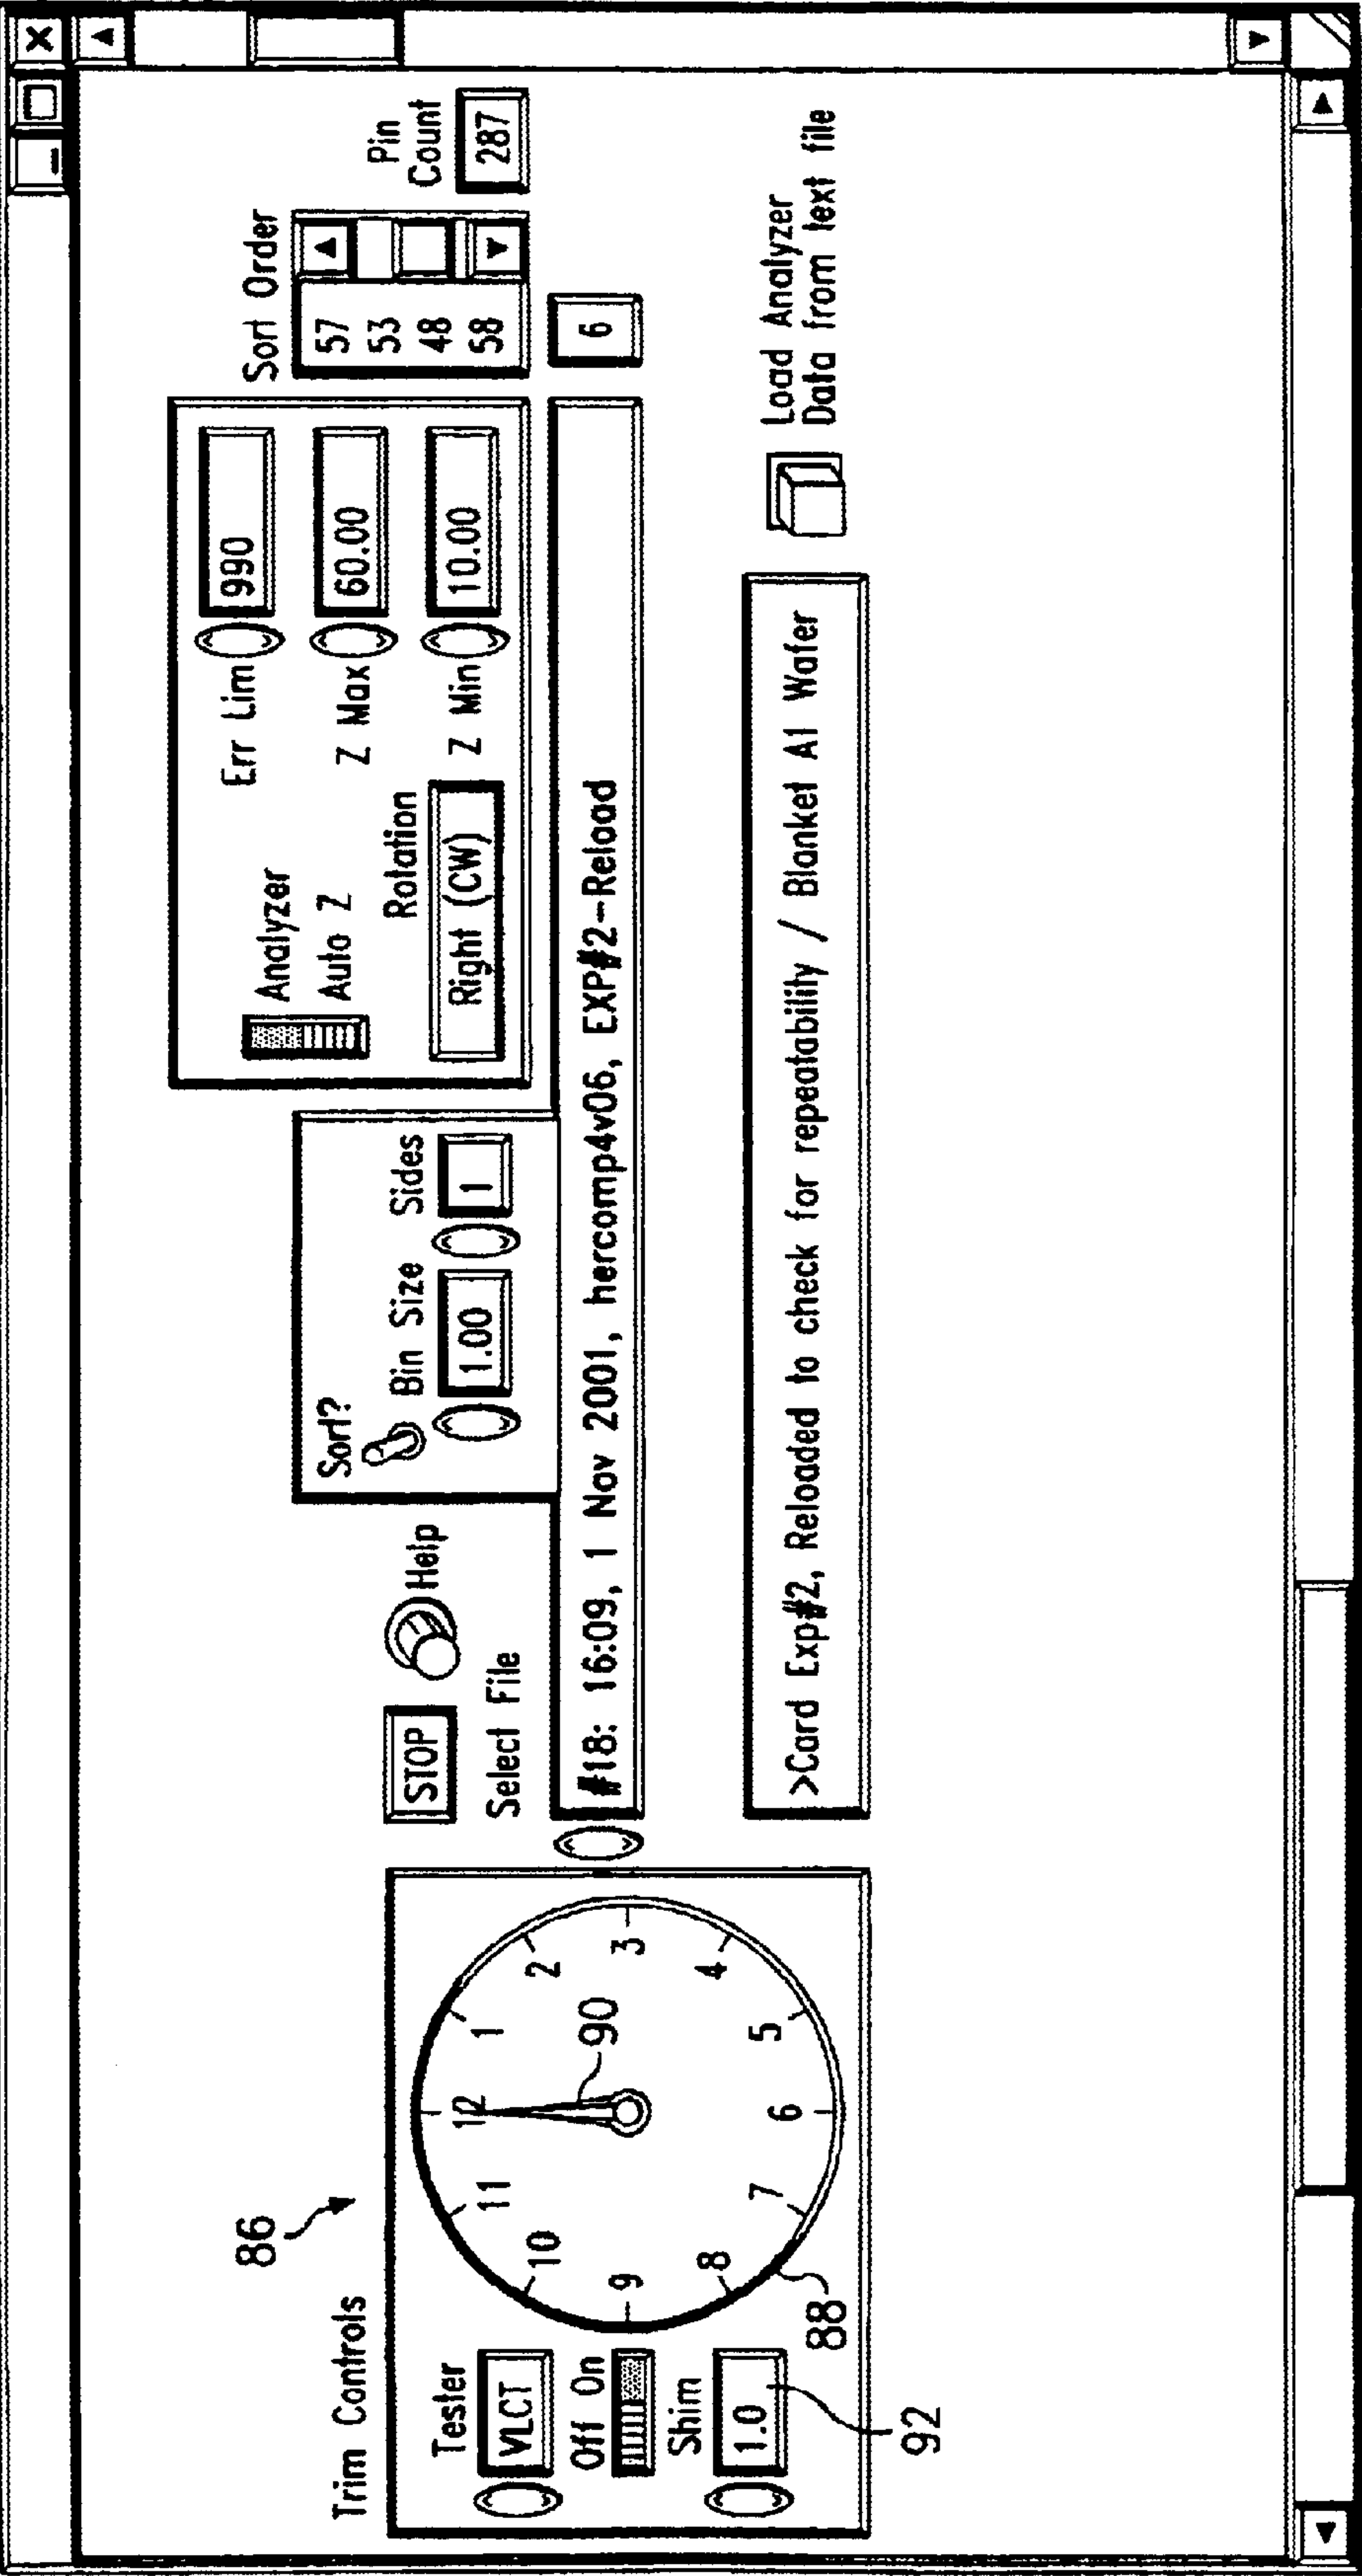 86
Trim Controls
Tester
VLCT
Off On
Shim
1.0
92
12
1
2
3
4
5
6
7
8
9
10
11
90
88
STOP
Help
Select File
Sort?
Bin Size
1.00
Sides
1
Analyzer
Auto Z
Rotation
Right (CW)
Err Lim
990
Z Max
60.00
Z Min
10.00
Sort Order
57
53
48
58
Pin
Count
287
#18: 16:09, 1 Nov 2001, hercomp4v06, EXP#2-Reload
6
>Card Exp#2, Reloaded to check for repeatability / Blanket Al Wafer
Load Analyzer
Data from text file